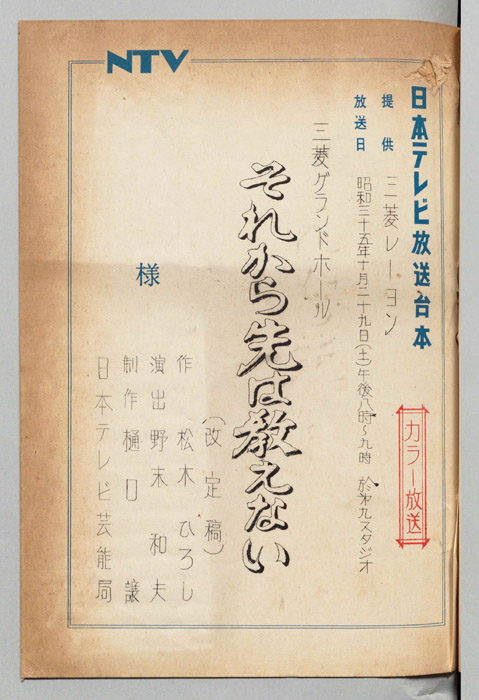 NTV
日本テレビ放送台本
カラー放送
提供 三菱レーヨン
放送日 昭和三十五年十月二十九日(土)午後八時~九時 於第九スタジオ
三菱グランドホール
それから先は教えない
(改定稿)
作 松木ひろし
演出 野末和夫
制作 樋口譲
日本テレビ芸能局
様